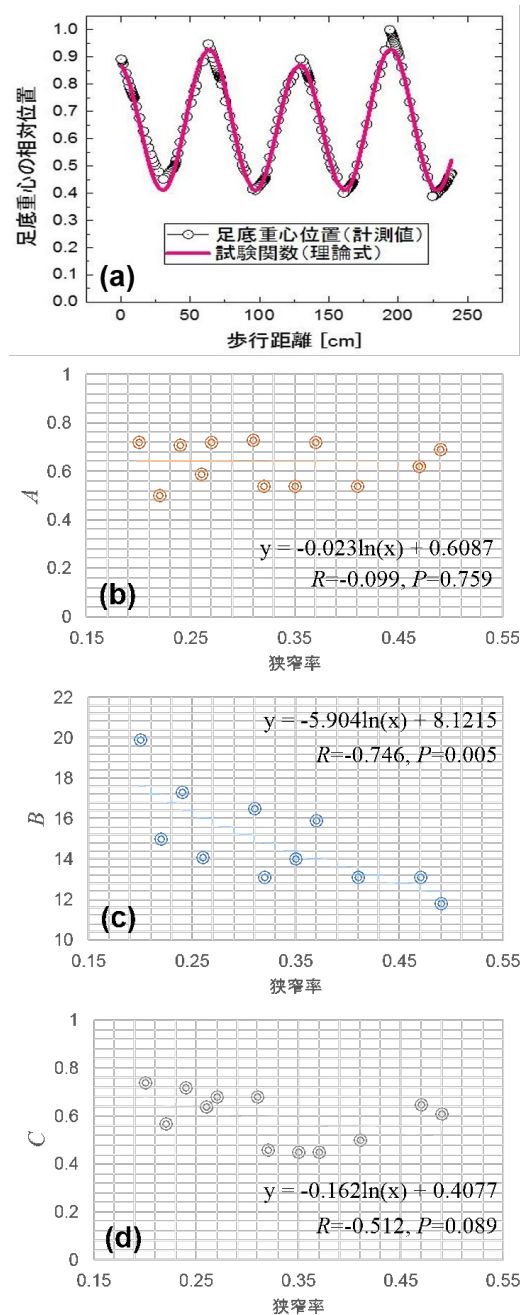 1.0
0.9
0.8
0.7
0.6
0.5
0.4
0.3
0.2
0.1
0.0
足底重心の相対位置
足底重心位置(計測値)
試験関数(理論式)
(a)
0 50 100 150 200 250
歩行距離 [cm]
1
0.8
0.6
0.4
0.2
0
A
y = -0.023ln(x) + 0.6087
R=-0.099, P=0.759
(b)
0.15 0.25 0.35 0.45 0.55
狭窄率
22
20
18
16
14
12
10
B
y = -5.904ln(x) + 8.1215
R=-0.746, P=0.005
(c)
0.15 0.25 0.35 0.45 0.55
狭窄率
1
0.8
0.6
0.4
0.2
0
C
y = -0.162ln(x) + 0.4077
R=-0.512, P=0.089
(d)
0.15 0.25 0.35 0.45 0.55
狭窄率